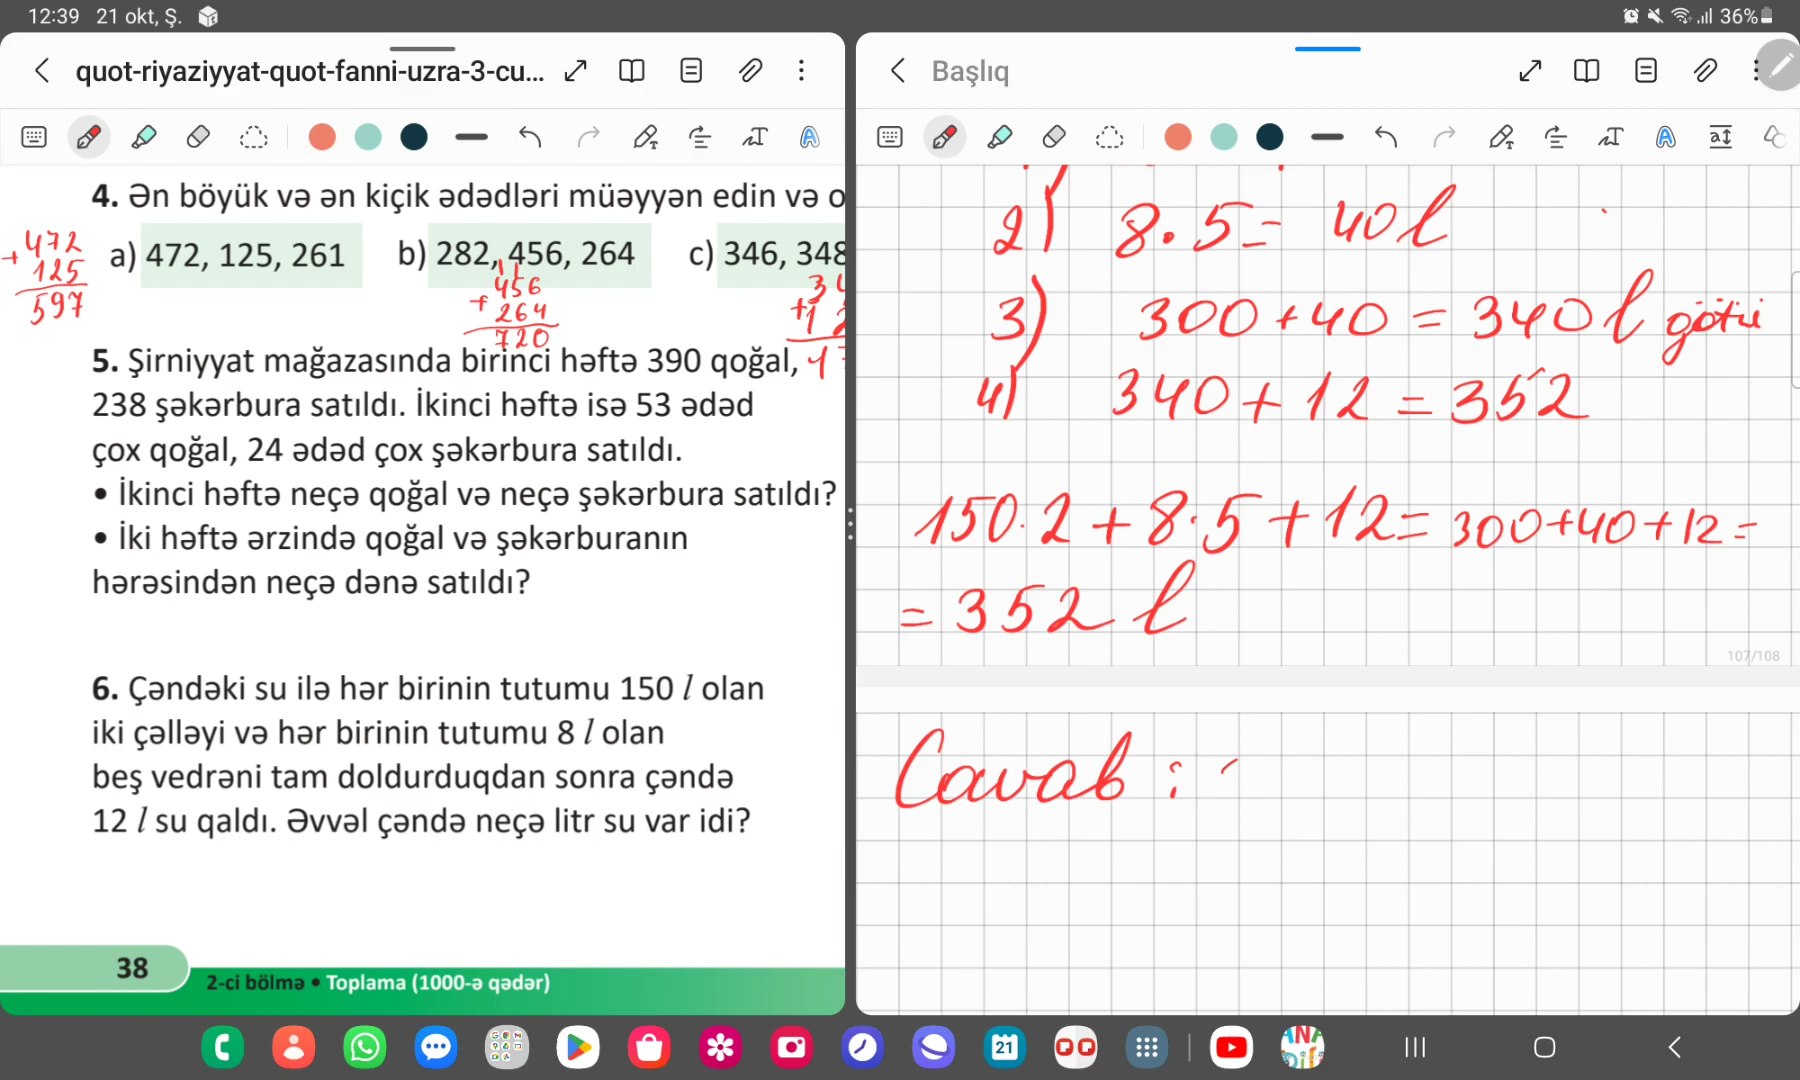 12:39 21 okt, Ş.
36%
quot-riyaziyyat-quot-fanni-uzra-3-cu...
4. Ən böyük və ən kiçik ədədləri müəyyən edin və o
a) 472, 125, 261 b) 282, 456, 264 c) 346, 348
472
+ 125
597
11
456
+ 264
720
5. Şirniyyat mağazasında birinci həftə 390 qoğal,
238 şəkərbura satıldı. İkinci həftə isə 53 ədəd
çox qoğal, 24 ədəd çox şəkərbura satıldı.
• İkinci həftə neçə qoğal və neçə şəkərbura satıldı?
• İki həftə ərzində qoğal və şəkərburanın
hərəsindən neçə dənə satıldı?
6. Çəndəki su ilə hər birinin tutumu 150 l olan
iki çəlləyi və hər birinin tutumu 8 l olan
beş vedrəni tam doldurduqdan sonra çəndə
12 l su qaldı. Əvvəl çəndə neçə litr su var idi?
38
2-ci bölmə • Toplama (1000-ə qədər)
Başlıq
2) 8·5= 40 l
3) 300+40 = 340 l götü
4) 340 + 12 = 352
150·2 + 8·5 + 12 = 300+40+12 =
= 352 l
107/108
Cavab :
21